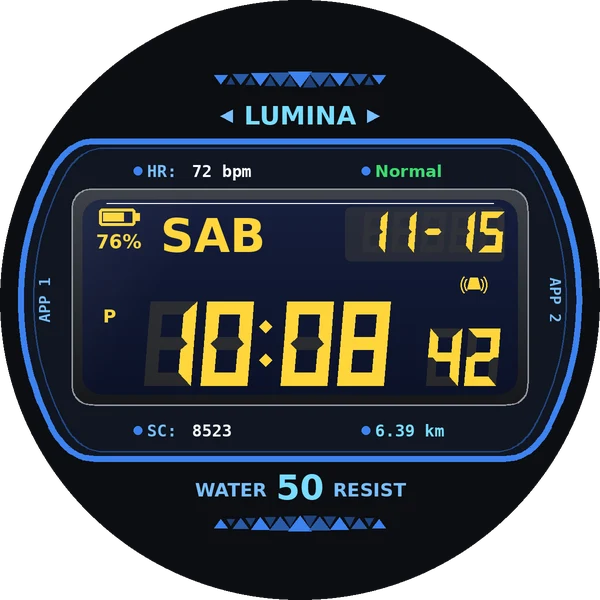 ◀ LUMINA ▶
HR: 72 bpm Normal
76% SAB 11-15
APP 1
APP 2
P 10:08 42
SC: 8523 6.39 km
WATER 50 RESIST